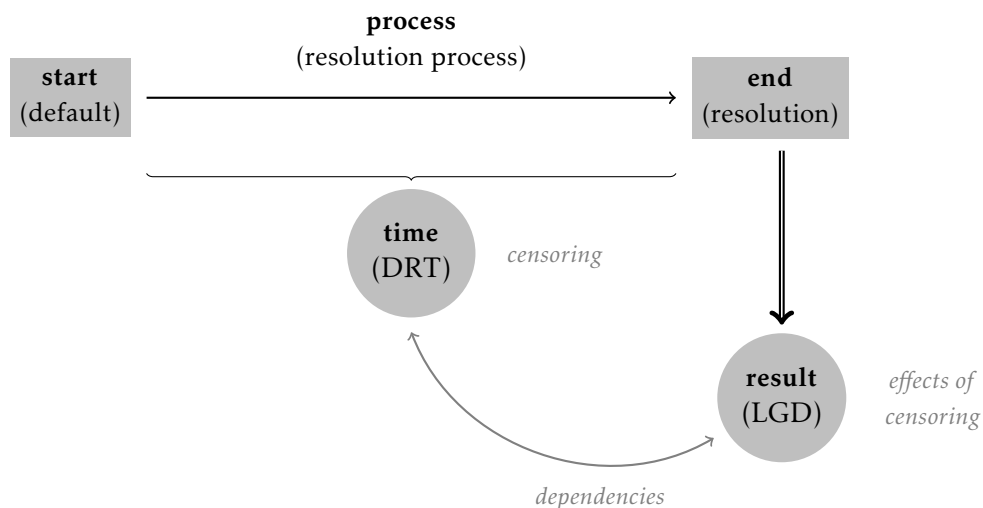 process
(resolution process)
start
(default)
end
(resolution)
time
(DRT)
censoring
result
(LGD)
effects of
censoring
dependencies